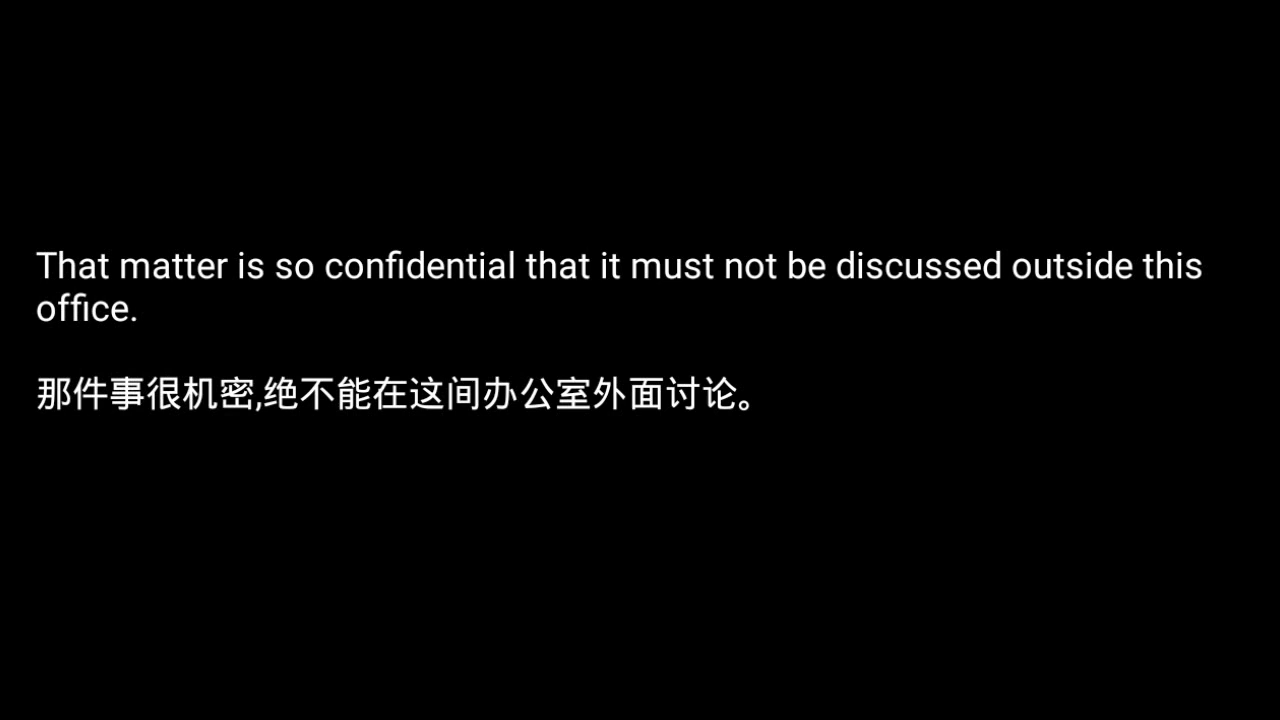 That matter is so confidential that it must not be discussed outside this
office.
那件事很机密,绝不能在这间办公室外面讨论。